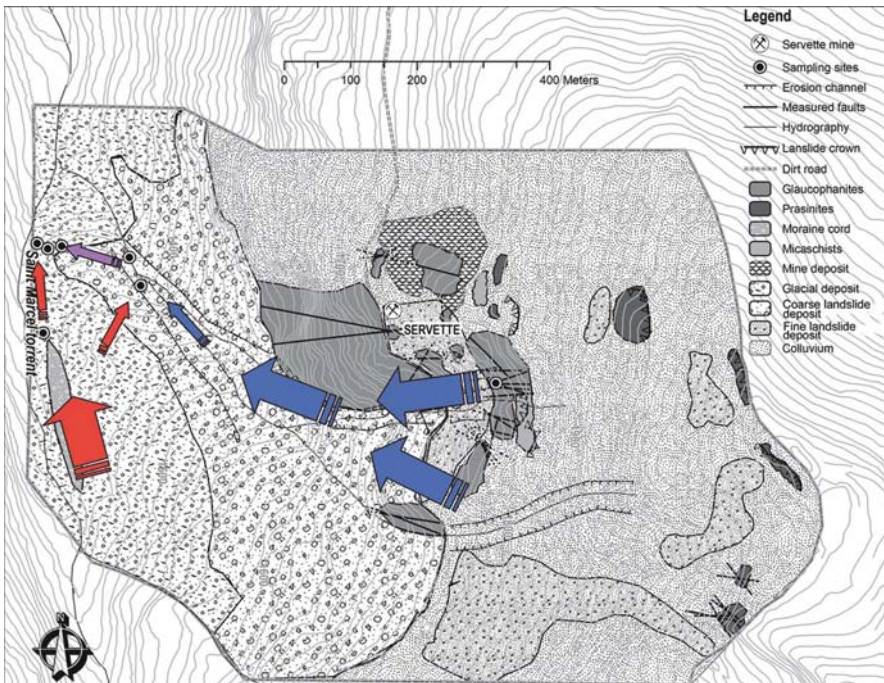 Legend
Servette mine
Sampling sites
Erosion channel
Measured faults
Hydrography
Lanslide crown
Dirt road
Glaucophanites
Prasinites
Moraine cord
Micaschists
Mine deposit
Glacial deposit
Coarse landslide
deposit
Fine landslide
deposit
Colluvium
0 100 200 400 Meters
SERVETTE
Saint Marcel Torrent